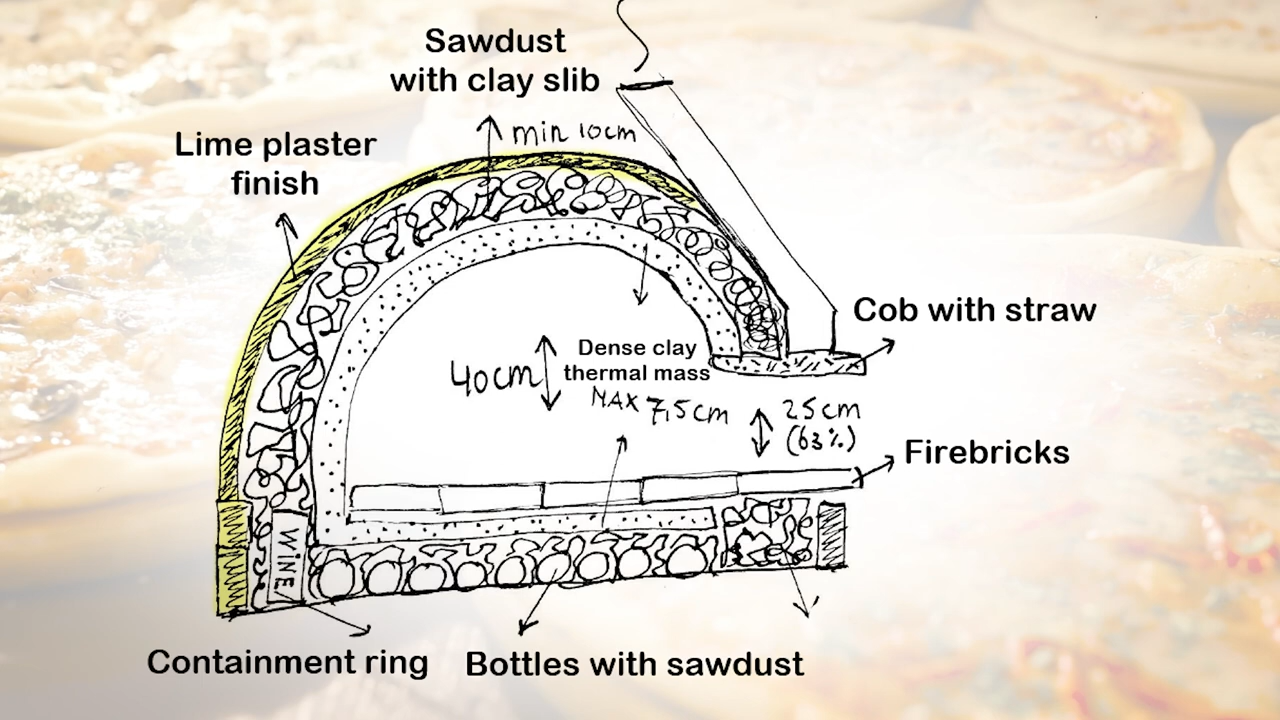 Sawdust
with clay slib
min 10cm
Lime plaster
finish
Cob with straw
40cm
Dense clay
thermal mass
MAX 7,5cm
25cm
(63%)
Firebricks
WINE
Containment ring
Bottles with sawdust